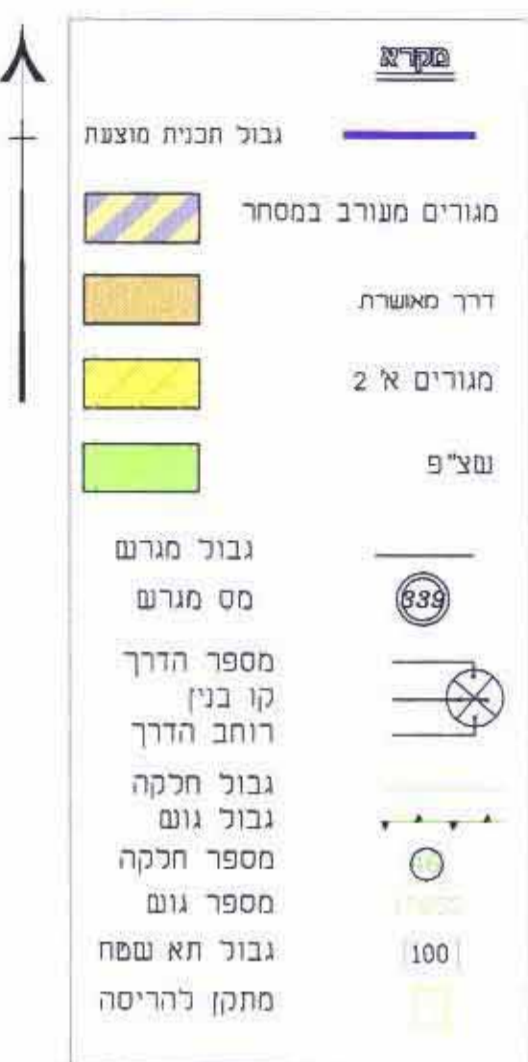 מקרא
גבול תכנית מוצעת
מגורים מעורב במסחר
דרך מאושרת
מגורים א' 2
שצ"פ
גבול מגרש
מס מגרש
339
מספר הדרך
קו בנין
רוחב הדרך
גבול חלקה
גבול גוש
מספר חלקה
מספר גוש
גבול תא שטח
100
מתקן להריסה